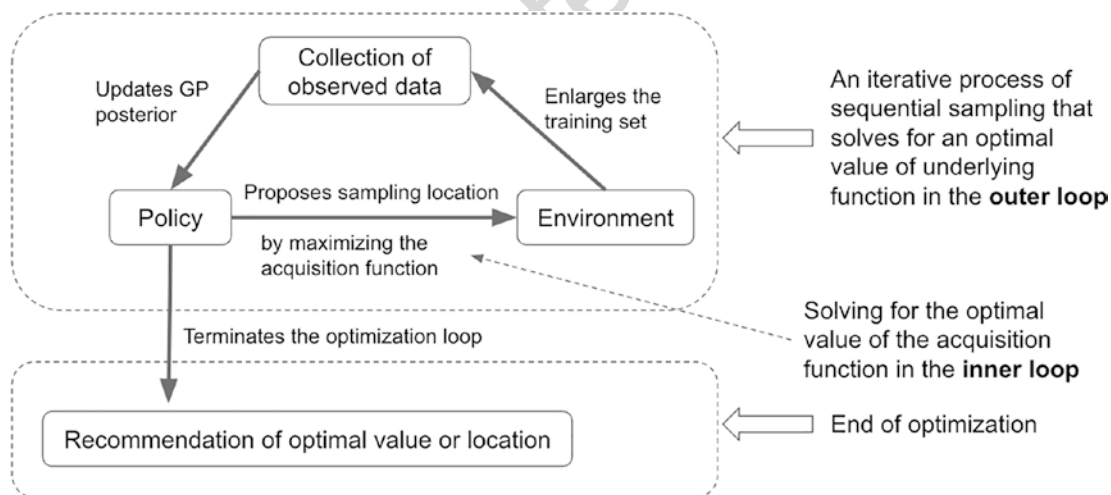 Collection of
observed data
Updates GP
posterior
Enlarges the
training set
Proposes sampling location
Policy
Environment
by maximizing the
acquisition function
Terminates the optimization loop
Recommendation of optimal value or location
An iterative process of
sequential sampling that
solves for an optimal
value of underlying
function in the outer loop
Solving for the optimal
value of the acquisition
function in the inner loop
End of optimization